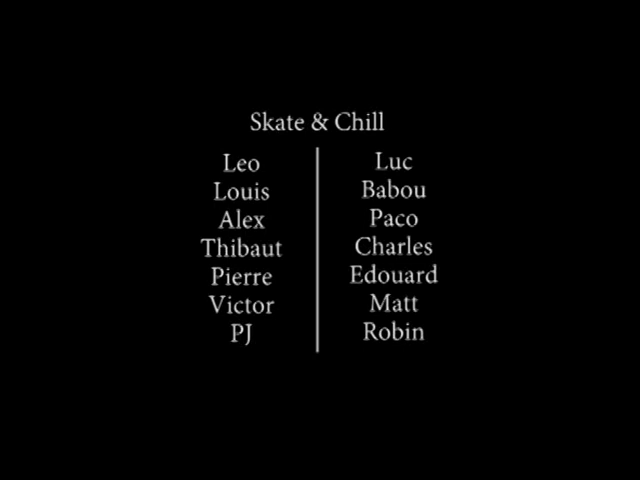 Skate & Chill
Leo
Louis
Alex
Thibaut
Pierre
Victor
PJ
Luc
Babou
Paco
Charles
Edouard
Matt
Robin